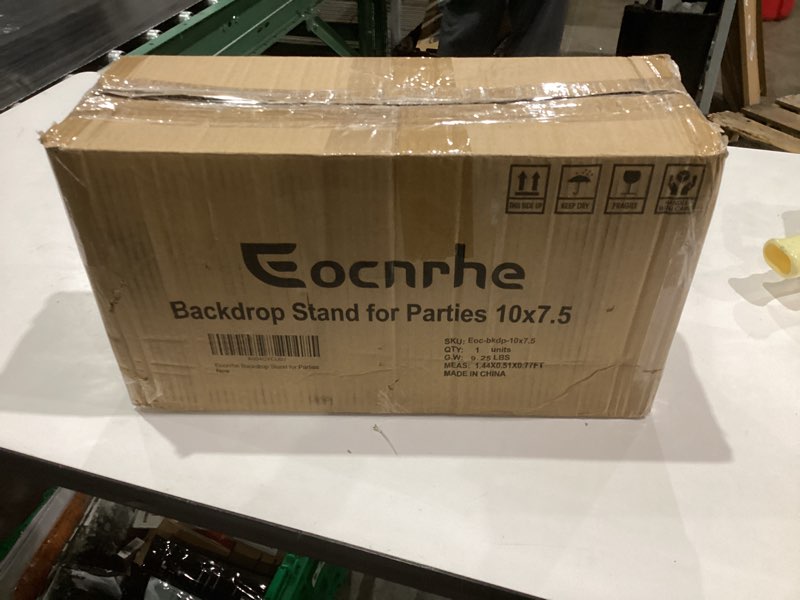 THIS SIDE UP KEEP DRY FRAGILE
Eocnrhe
Backdrop Stand for Parties 10x7.5
SKU: Eoc-bkdp-10x7.5
QTY: 1 units
G.W: 9.25 LBS
MEAS: 1.44X0.51X0.77FT
MADE IN CHINA
Eocnrhe Backdrop Stand for Parties
New